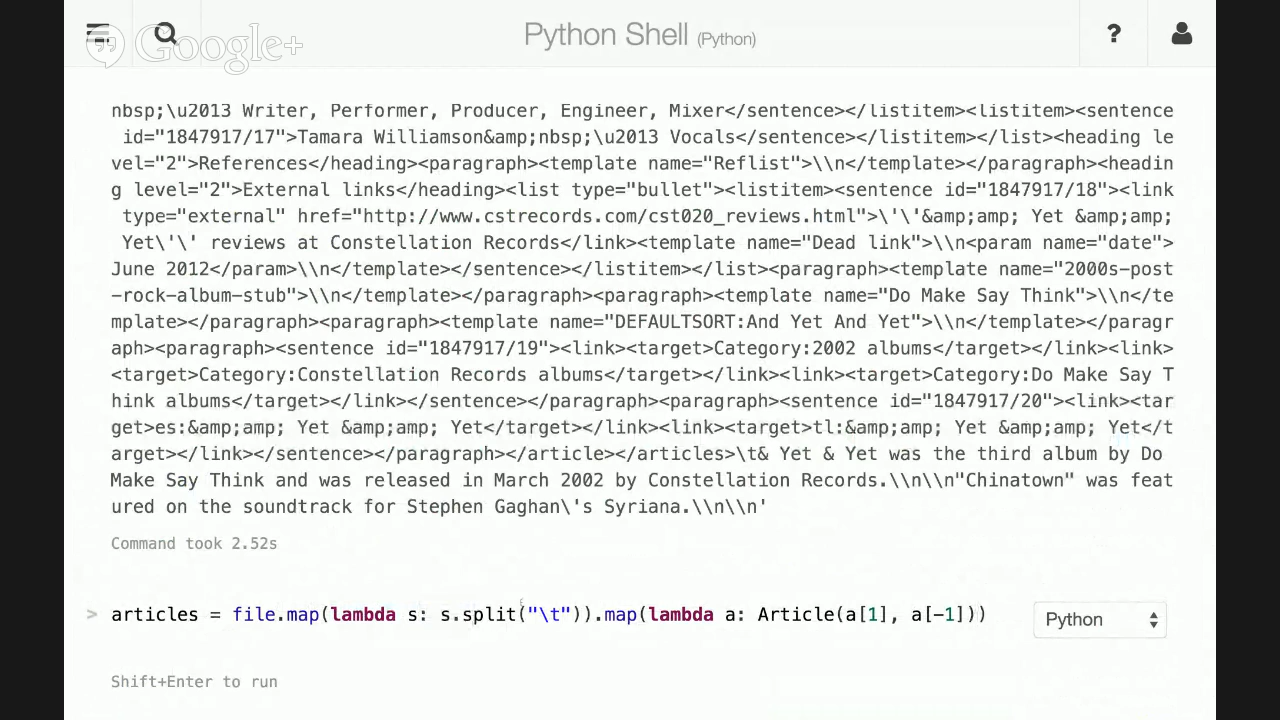 Google+
Python Shell (Python)
?
nbsp;\u2013 Writer, Performer, Producer, Engineer, Mixer</sentence></listitem><listitem><sentence
id="1847917/17">Tamara Williamson&amp;nbsp;\u2013 Vocals</sentence></listitem></list><heading le
vel="2">References</heading><paragraph><template name="Reflist">\\n</template></paragraph><headin
g level="2">External links</heading><list type="bullet"><listitem><sentence id="1847917/18"><link
type="external" href="http://www.cstrecords.com/cst020_reviews.html">\'\'&amp;amp; Yet &amp;amp;
Yet\'\' reviews at Constellation Records</link><template name="Dead link">\\n<param name="date">
June 2012</param>\\n</template></sentence></listitem></list><paragraph><template name="2000s-post
-rock-album-stub">\\n</template></paragraph><paragraph><template name="Do Make Say Think">\\n</te
mplate></paragraph><paragraph><template name="DEFAULTSORT:And Yet And Yet">\\n</template></paragr
aph><paragraph><sentence id="1847917/19"><link><target>Category:2002 albums</target></link><link>
<target>Category:Constellation Records albums</target></link><link><target>Category:Do Make Say T
hink albums</target></link></sentence></paragraph><paragraph><sentence id="1847917/20"><link><tar
get>es:&amp;amp; Yet &amp;amp; Yet</target></link><link><target>tl:&amp;amp; Yet &amp;amp; Yet</t
arget></link></sentence></paragraph></article></articles>\t& Yet & Yet was the third album by Do
Make Say Think and was released in March 2002 by Constellation Records.\\n\\n"Chinatown" was feat
ured on the soundtrack for Stephen Gaghan\'s Syriana.\\n\\n'
Command took 2.52s
> articles = file.map(lambda s: s.split("\t")).map(lambda a: Article(a[1], a[-1]))
Python
Shift+Enter to run